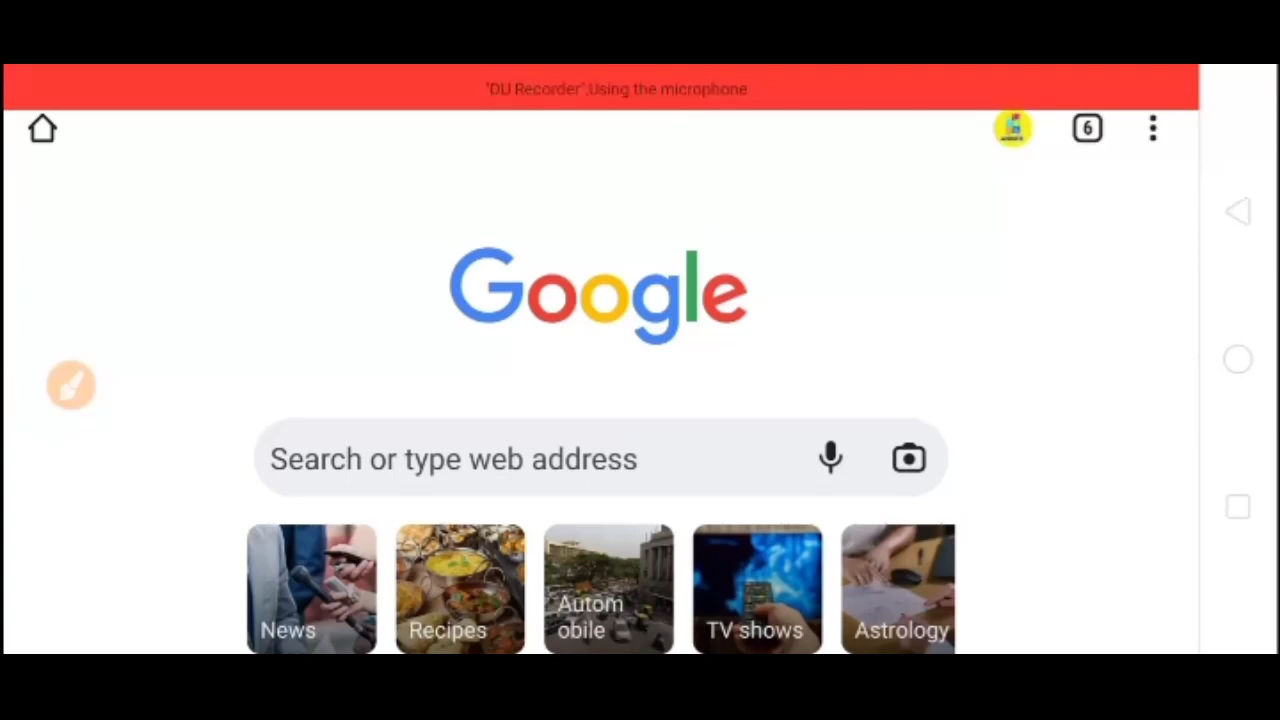 "DU Recorder",Using the microphone
6
Google
Search or type web address
News
Recipes
Autom
obile
TV shows
Astrology